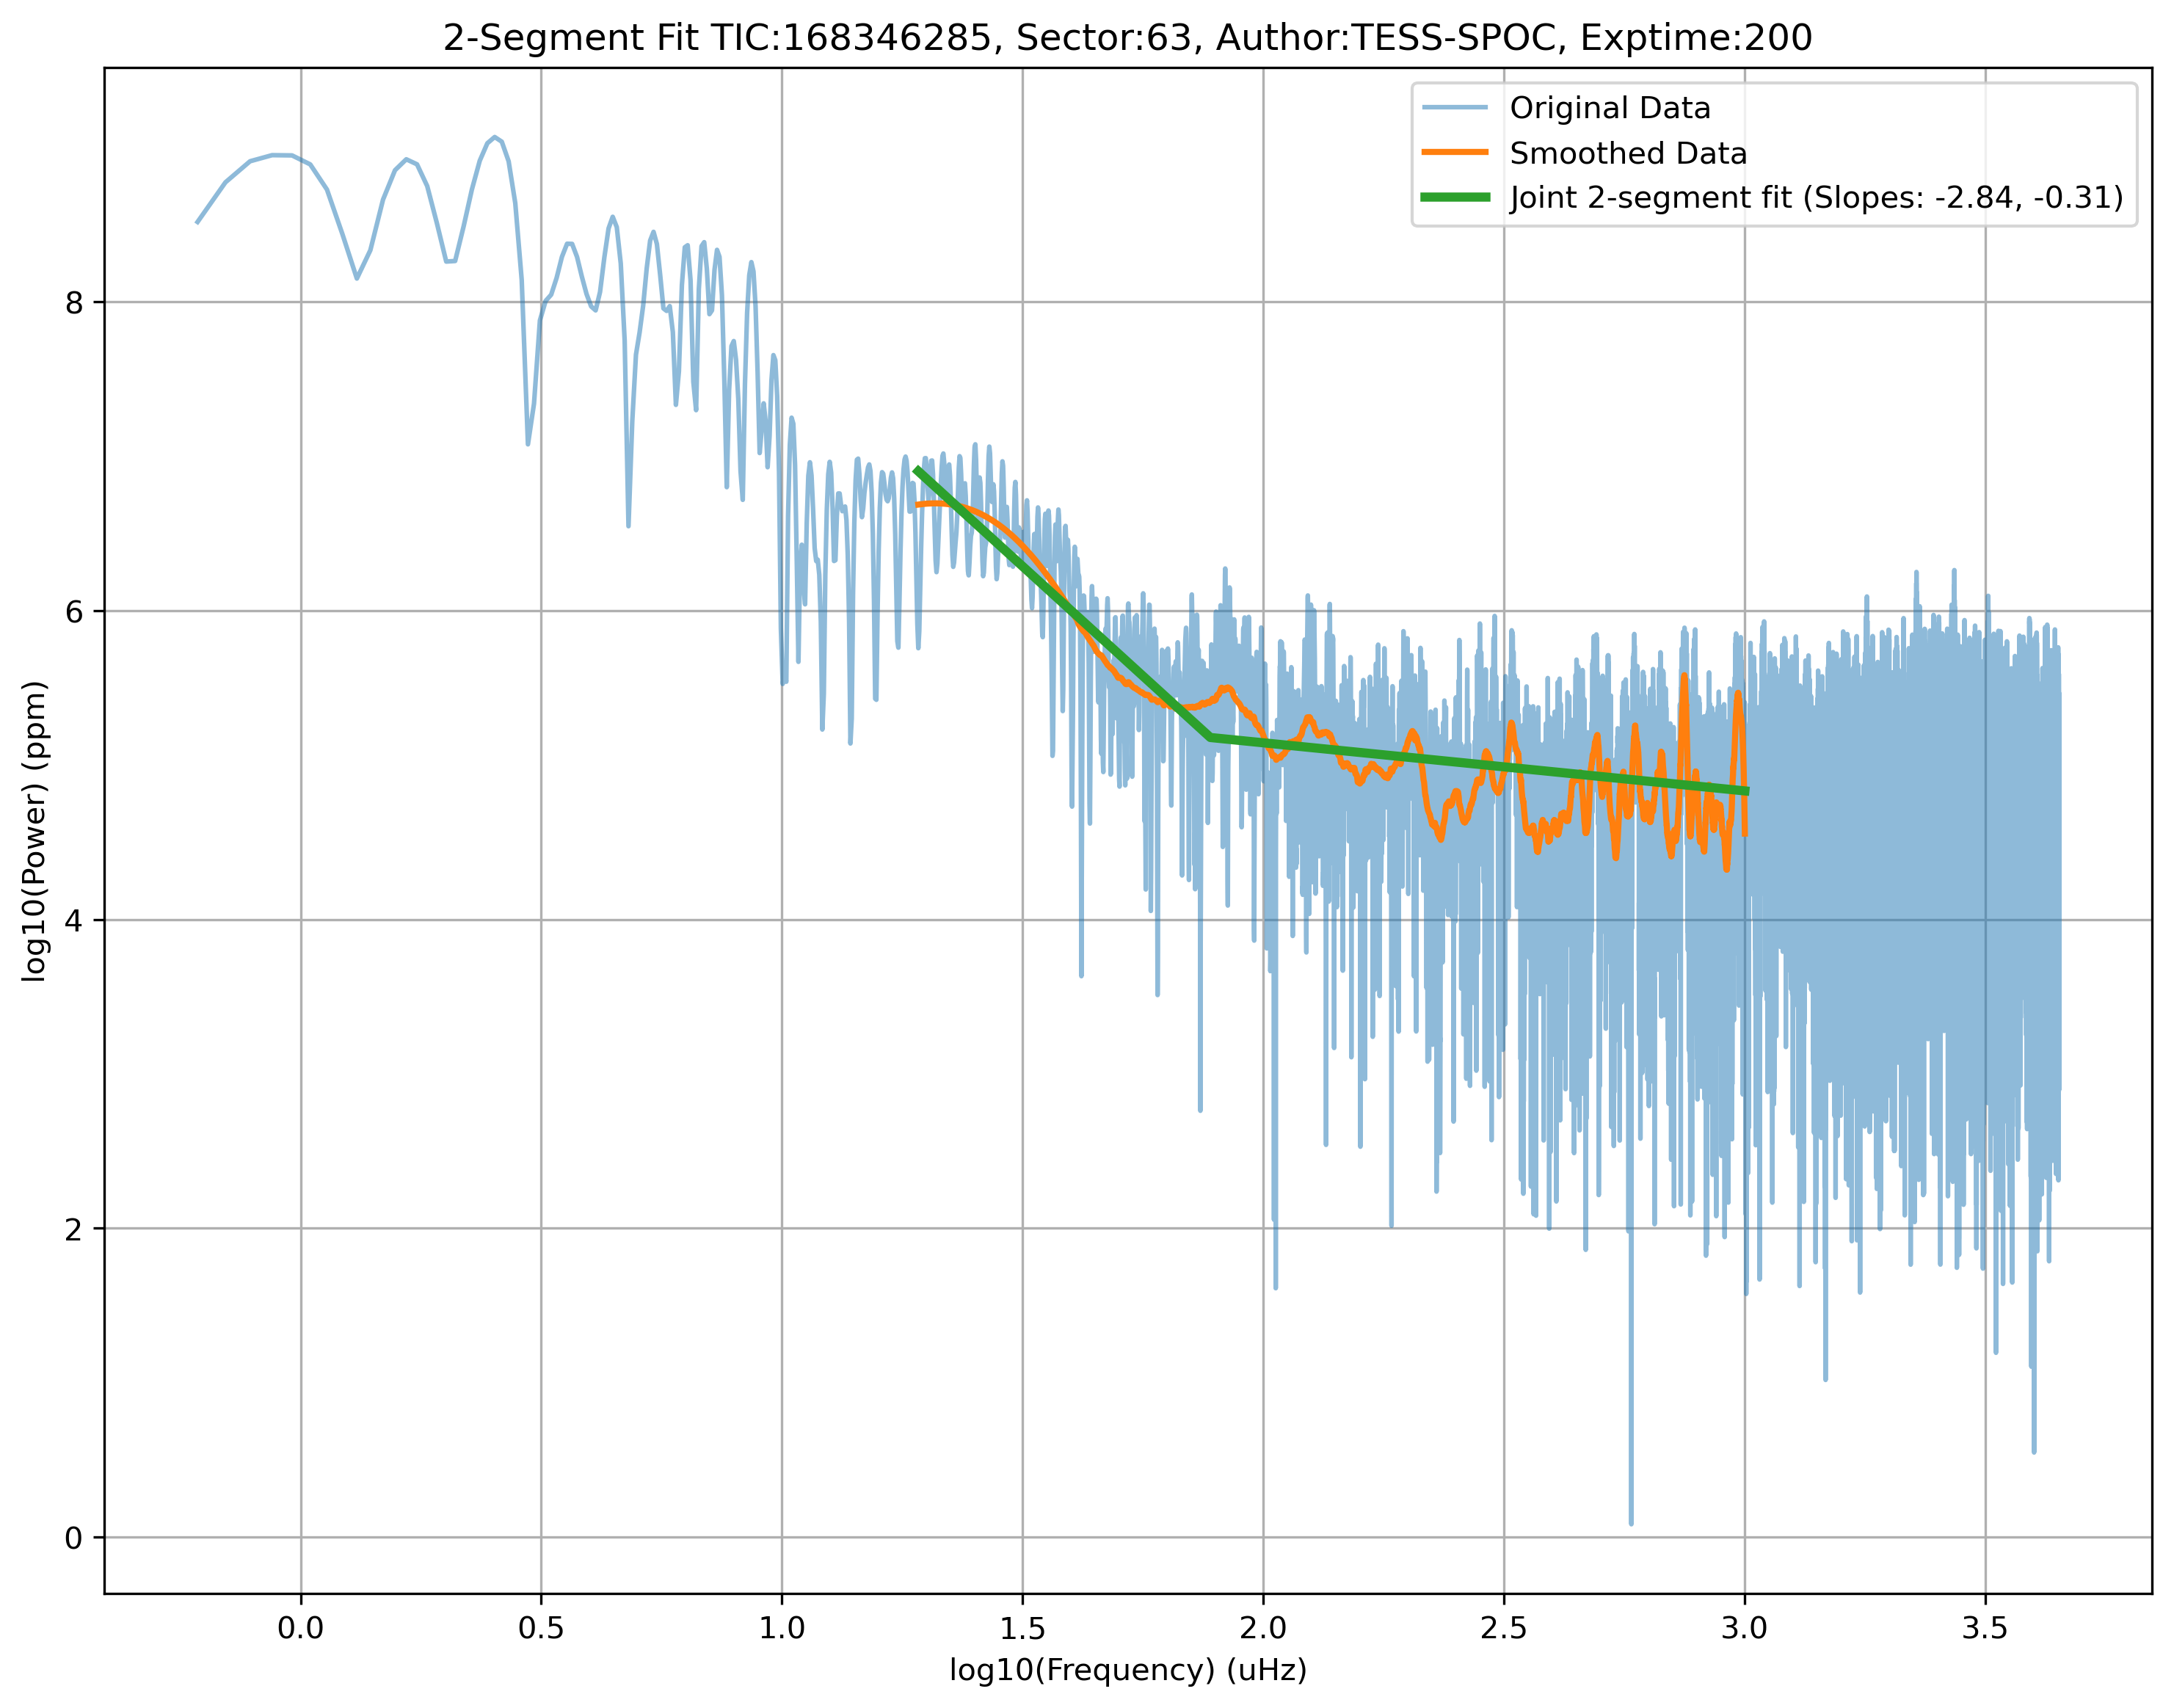 2-Segment Fit TIC:168346285, Sector:63, Author:TESS-SPOC, Exptime:200
Original Data
Smoothed Data
Joint 2-segment fit (Slopes: -2.84, -0.31)
log10(Power) (ppm)
8
6
4
2
0
0.0 0.5 1.0 1.5 2.0 2.5 3.0 3.5
log10(Frequency) (uHz)